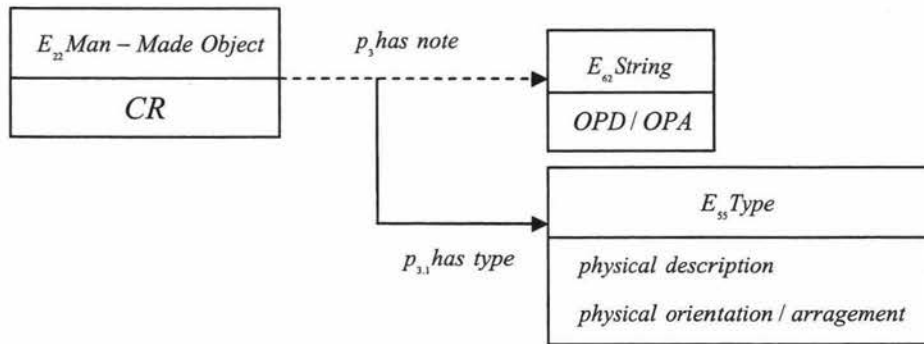 E₂₂ Man – Made Object
CR
p₃ has note
E₆₂ String
OPD / OPA
p₃.₁ has type
E₅₅ Type
physical description
physical orientation / arragement